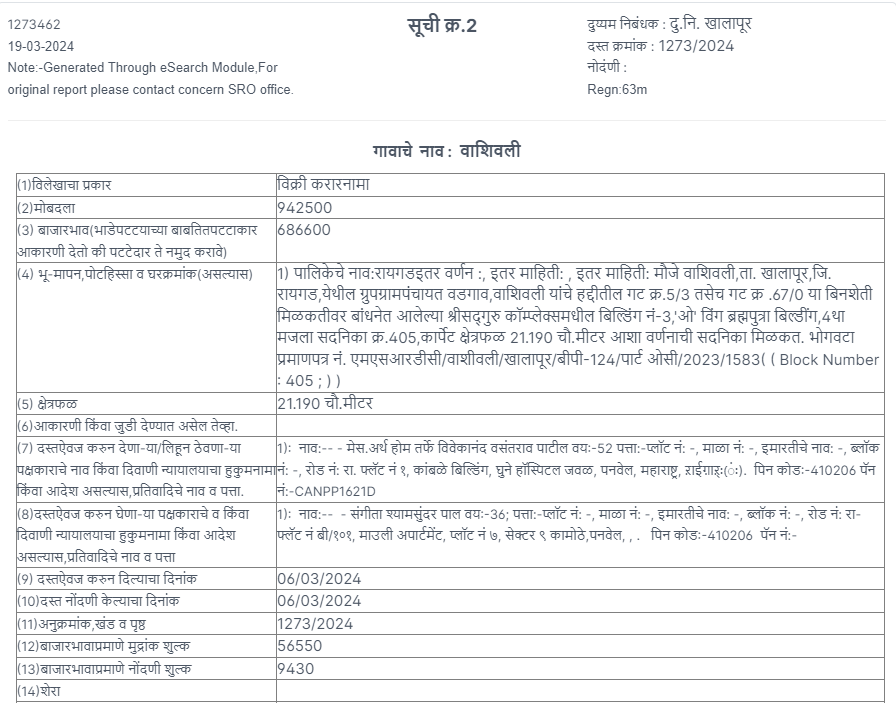 1273462
19-03-2024
Note:-Generated Through eSearch Module,For
original report please contact concern SRO office.
सूची क्र.2
दुय्यम निबंधक : दु.नि. खालापूर
दस्त क्रमांक : 1273/2024
नोदंणी :
Regn:63m
गावाचे नाव : वाशिवली
(1)विलेखाचा प्रकार
विक्री करारनामा
(2)मोबदला
942500
(3) बाजारभाव(भाडेपटटयाच्या बाबतितपटटाकार
आकारणी देतो की पटटेदार ते नमुद करावे)
686600
(4) भू-मापन,पोटहिस्सा व घरक्रमांक(असल्यास)
1) पालिकेचे नाव:रायगडइतर वर्णन :, इतर माहिती: , इतर माहिती: मौजे वाशिवली,ता. खालापूर,जि.
रायगड,येथील ग्रुपग्रामपंचायत वडगाव,वाशिवली यांचे हद्दीतील गट क्र.5/3 तसेच गट क्र .67/0 या बिनशेती
मिळकतीवर बांधनेत आलेल्या श्रीसद्गुरु कॉम्प्लेक्समधील बिल्डिंग नं-3,'ओ' विंग ब्रह्मपुत्रा बिल्डींग,4था
मजला सदनिका क्र.405,कार्पेट क्षेत्रफळ 21.190 चौ.मीटर आशा वर्णनाची सदनिका मिळकत. भोगवटा
प्रमाणपत्र नं. एमएसआरडीसी/वाशीवली/खालापूर/बीपी-124/पार्ट ओसी/2023/1583( ( Block Number
: 405 ; ) )
(5) क्षेत्रफळ
21.190 चौ.मीटर
(6)आकारणी किंवा जुडी देण्यात असेल तेव्हा.
(7) दस्तऐवज करुन देणा-या/लिहून ठेवणा-या
पक्षकाराचे नाव किंवा दिवाणी न्यायालयाचा हुकुमनामा
किंवा आदेश असल्यास,प्रतिवादिचे नाव व पत्ता.
1): नाव:-- - मेस.अर्थ होम तर्फे विवेकानंद वसंतराव पाटील वय:-52 पत्ता:-प्लॉट नं: -, माळा नं: -, इमारतीचे नाव: -, ब्लॉक
नं: -, रोड नं: रा. फ्लॅट नं १, कांबळे बिल्डिंग, घुने हॉस्पिटल जवळ, पनवेल, महाराष्ट्र, राईगाऱ:(ं:). पिन कोड:-410206 पॅन
नं:-CANPP1621D
(8)दस्तऐवज करुन घेणा-या पक्षकाराचे व किंवा
दिवाणी न्यायालयाचा हुकुमनामा किंवा आदेश
असल्यास,प्रतिवादिचे नाव व पत्ता
1): नाव:-- - संगीता श्यामसुंदर पाल वय:-36; पत्ता:-प्लॉट नं: -, माळा नं: -, इमारतीचे नाव: -, ब्लॉक नं: -, रोड नं: रा-
फ्लॅट नं बी/१०१, माउली अपार्टमेंट, प्लॉट नं ७, सेक्टर ९ कामोठे,पनवेल, , . पिन कोड:-410206 पॅन नं:-
(9) दस्तऐवज करुन दिल्याचा दिनांक
06/03/2024
(10)दस्त नोंदणी केल्याचा दिनांक
06/03/2024
(11)अनुक्रमांक,खंड व पृष्ठ
1273/2024
(12)बाजारभावाप्रमाणे मुद्रांक शुल्क
56550
(13)बाजारभावाप्रमाणे नोंदणी शुल्क
9430
(14)शेरा